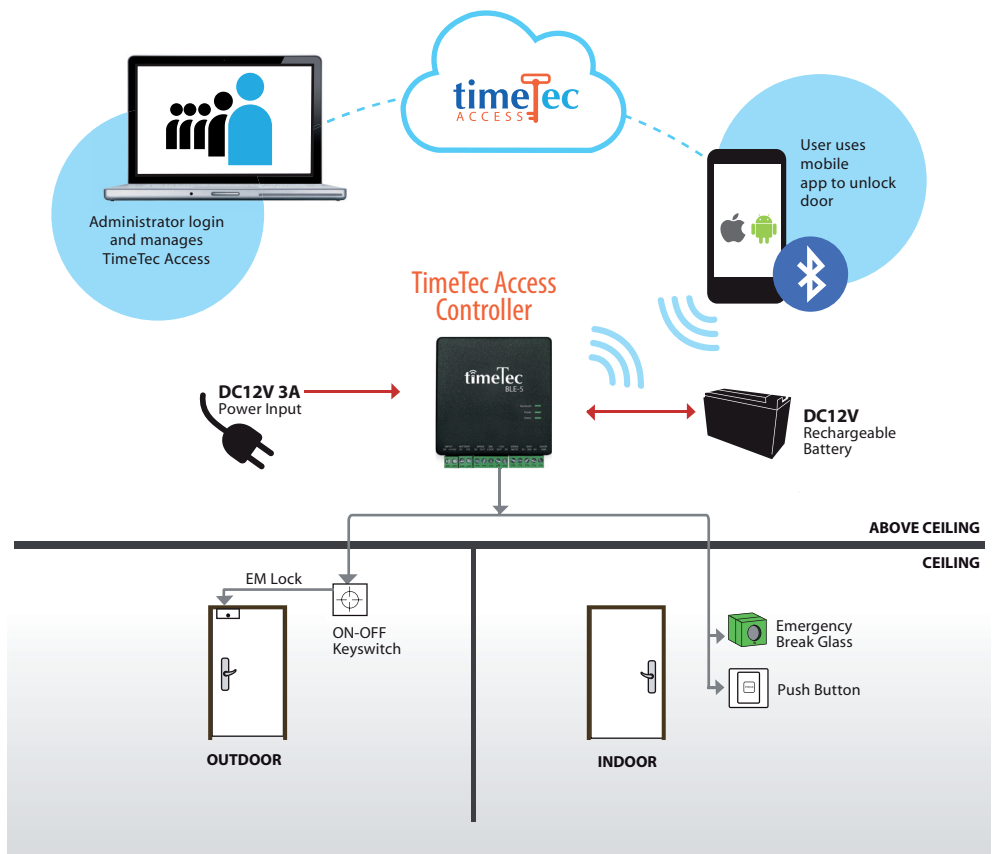 timeTec
ACCESS
User uses
mobile
app to unlock
door
Administrator login
and manages
TimeTec Access
TimeTec Access
Controller
timeTec
BLE-5
DC12V 3A
Power Input
DC12V
Rechargeable
Battery
ABOVE CEILING
CEILING
EM Lock
ON-OFF
Keyswitch
Emergency
Break Glass
Push Button
OUTDOOR
INDOOR